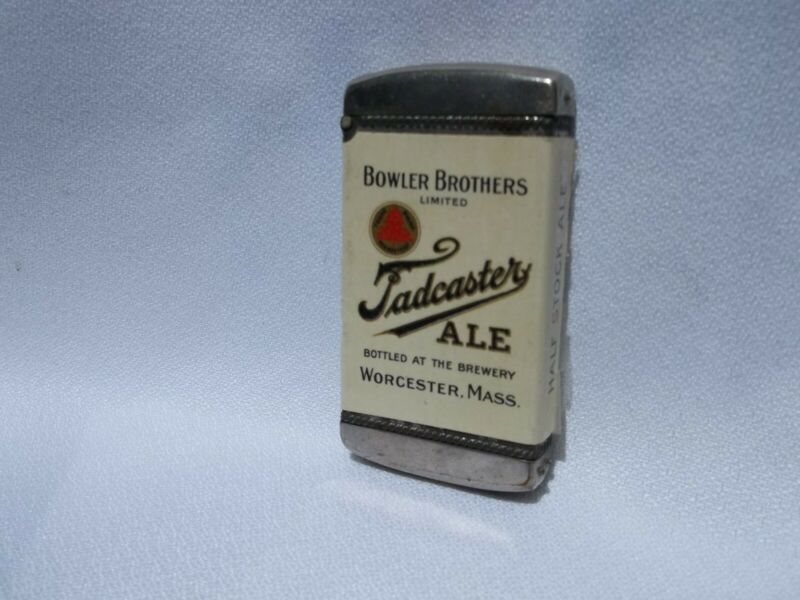 BOWLER BROTHERS
LIMITED
Tadcaster
ALE
BOTTLED AT THE BREWERY
WORCESTER, MASS.
HALF STOCK ALE